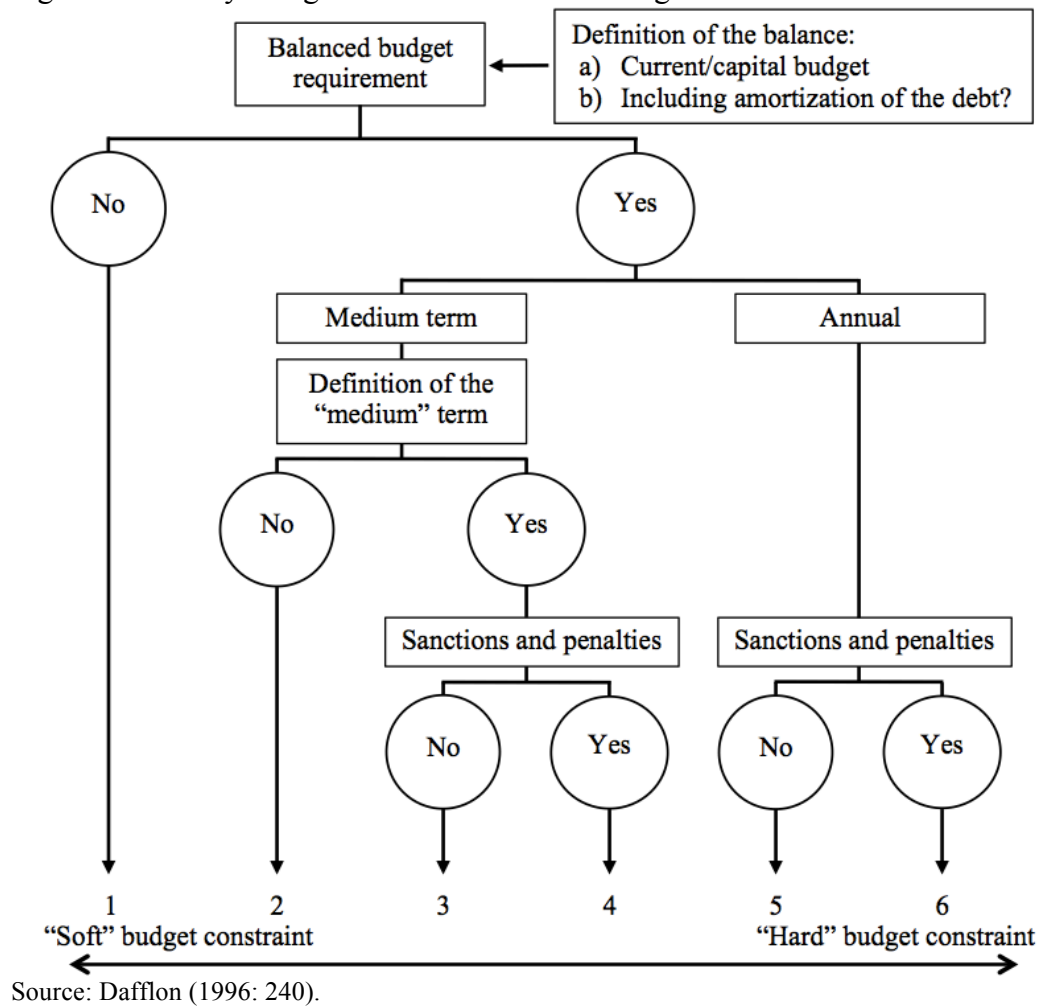 Balanced budget
requirement
Definition of the balance:
a) Current/capital budget
b) Including amortization of the debt?
No
Yes
Medium term
Annual
Definition of the
“medium” term
No
Yes
Sanctions and penalties
Sanctions and penalties
No
Yes
No
Yes
1
2
3
4
5
6
“Soft” budget constraint
“Hard” budget constraint
Source: Dafflon (1996: 240).